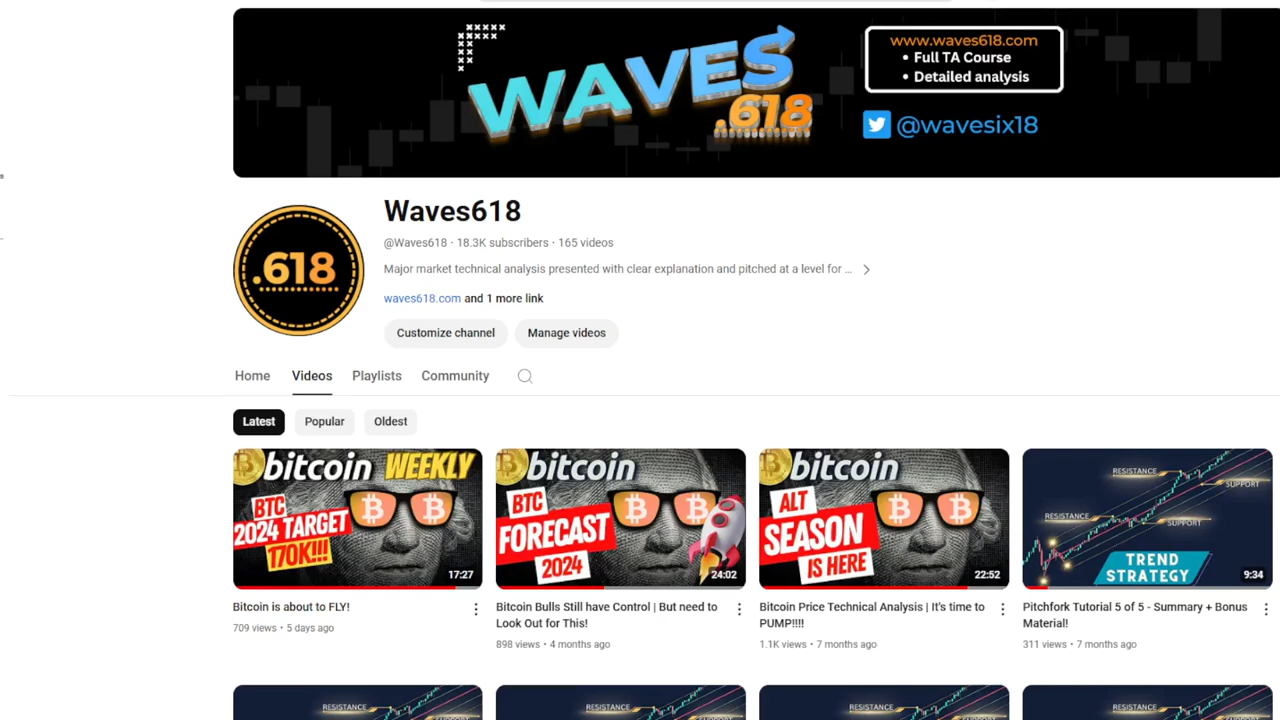 WAVES
.618
www.waves618.com
• Full TA Course
• Detailed analysis
@wavesix18
.618
Waves618
@Waves618 · 18.3K subscribers · 165 videos
Major market technical analysis presented with clear explanation and pitched at a level for ...
waves618.com and 1 more link
Customize channel
Manage videos
Home
Videos
Playlists
Community
Latest
Popular
Oldest
bitcoin WEEKLY
BTC
2024 TARGET
170K!!!
17:27
bitcoin
BTC
FORECAST
2024
24:02
bitcoin
ALT
SEASON
IS HERE
22:52
RESISTANCE
SUPPORT
RESISTANCE
SUPPORT
TREND
STRATEGY
9:34
Bitcoin is about to FLY!
709 views • 5 days ago
Bitcoin Bulls Still have Control | But need to
Look Out for This!
898 views • 4 months ago
Bitcoin Price Technical Analysis | It's time to
PUMP!!!!
1.1K views • 7 months ago
Pitchfork Tutorial 5 of 5 - Summary + Bonus
Material!
311 views • 7 months ago
RESISTANCE
RESISTANCE
RESISTANCE
RESISTANCE